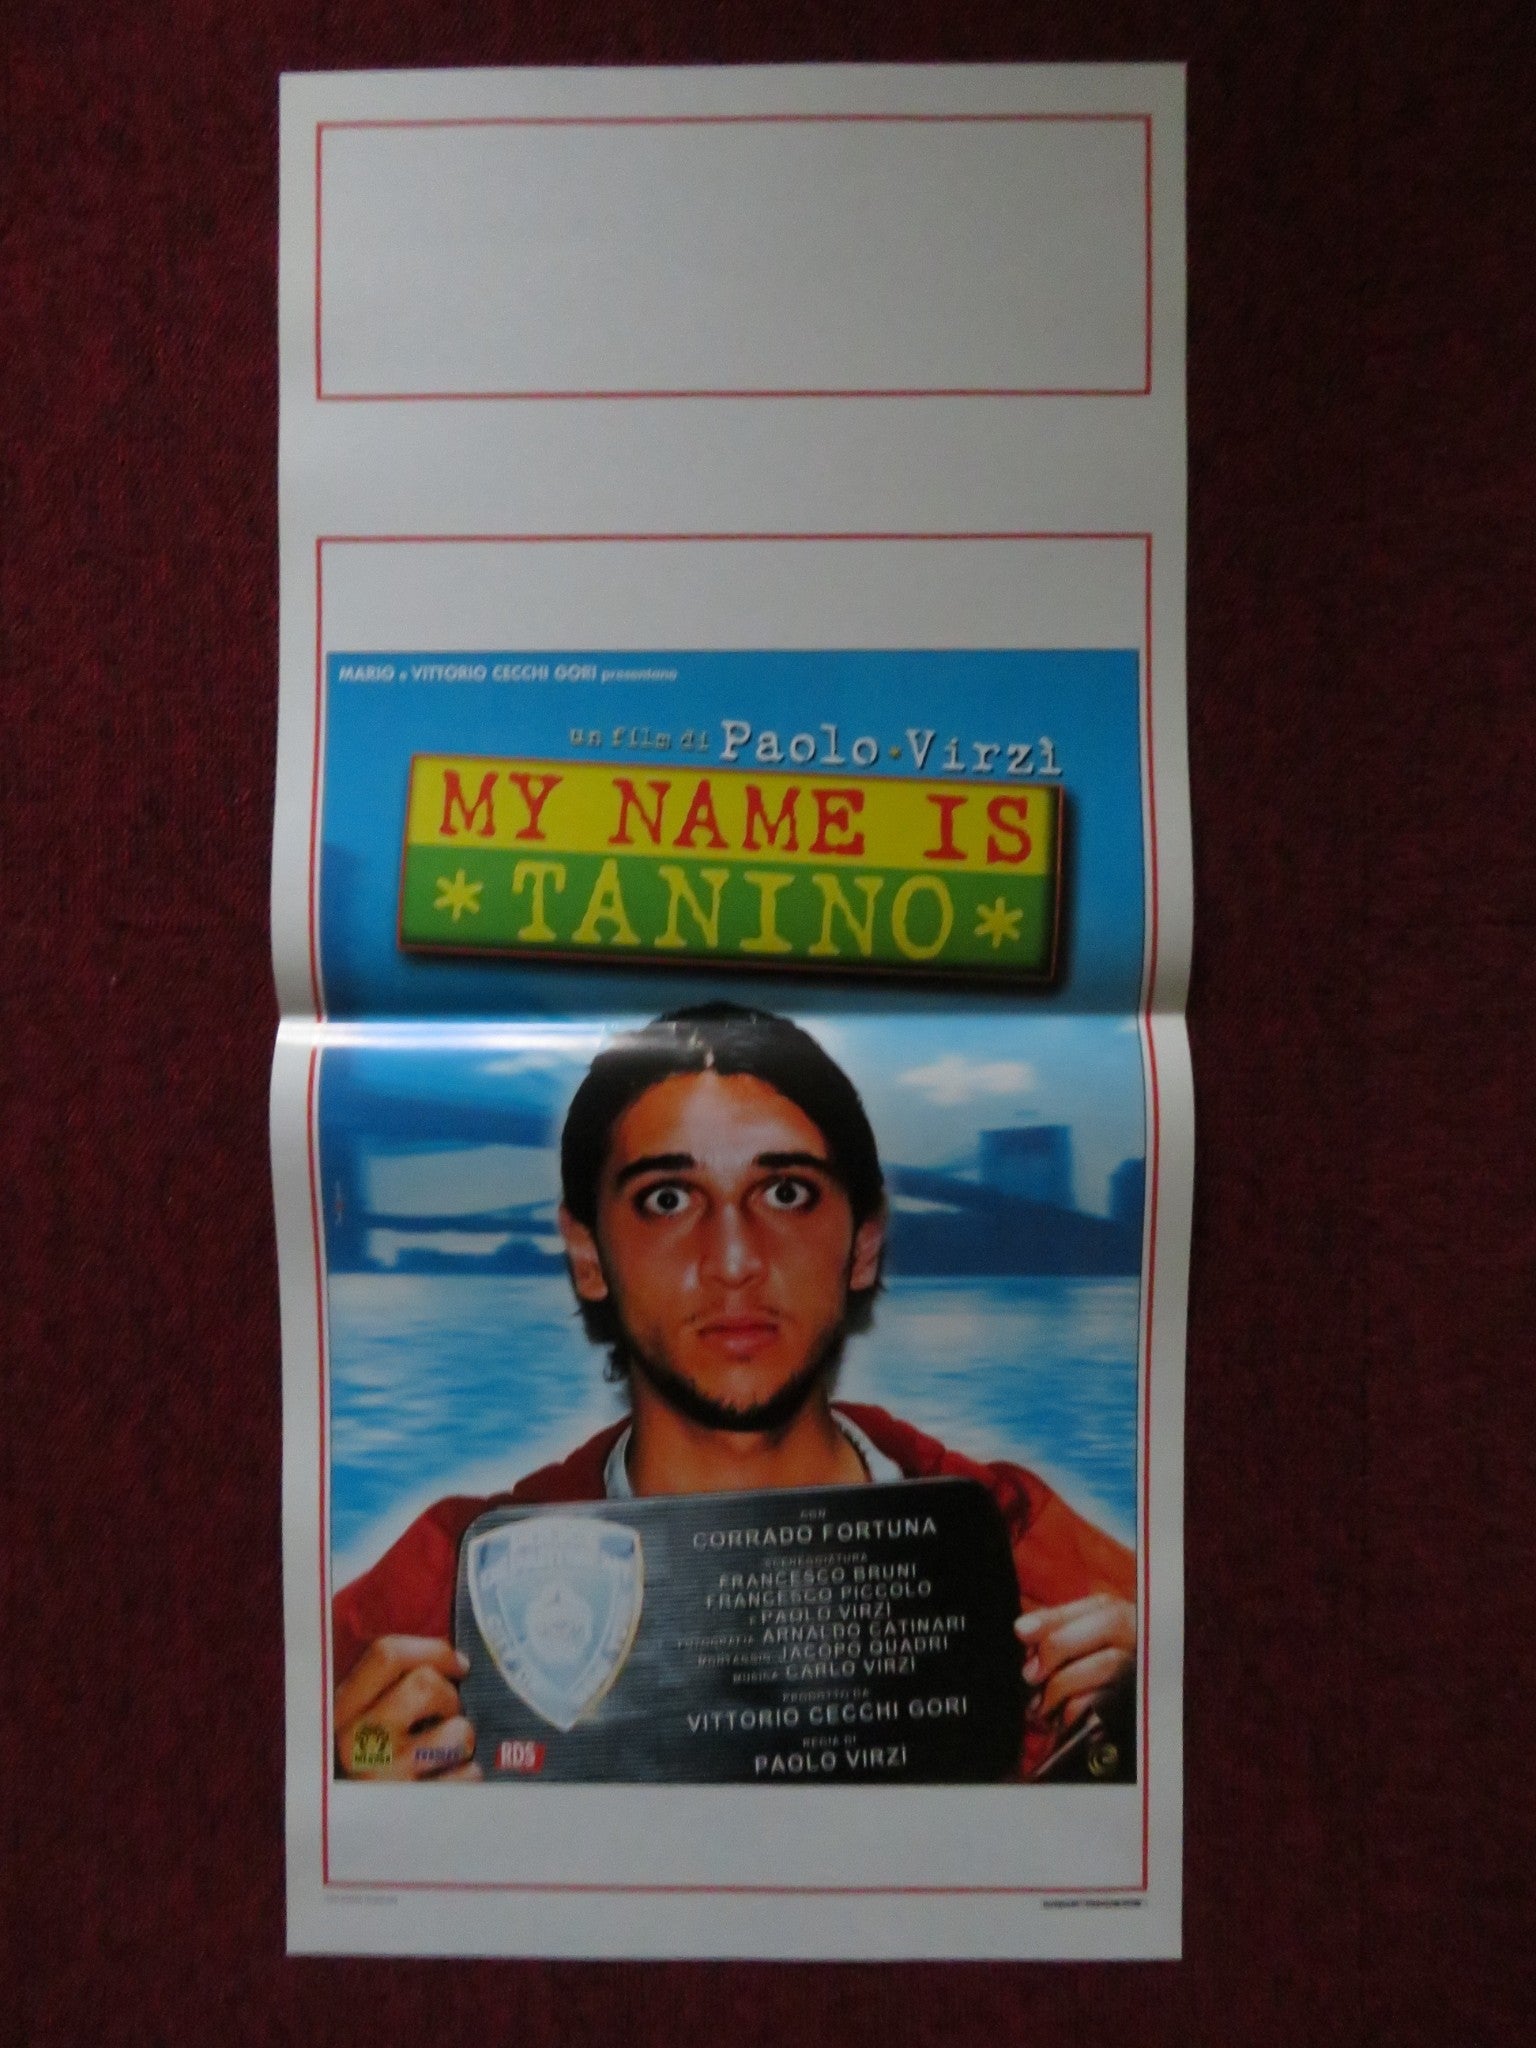 MARIO e VITTORIO CECCHI GORI presentano
un film di Paolo Virzì
MY NAME IS
* TANINO *
CON
CORRADO FORTUNA
SCENEGGIATURA
FRANCESCO BRUNI
FRANCESCO PICCOLO
E PAOLO VIRZÌ
FOTOGRAFIA ARNALDO CATINARI
MONTAGGIO JACOPO QUADRI
MUSICA CARLO VIRZÌ
PRODOTTO DA
VITTORIO CECCHI GORI
REGIA DI
PAOLO VIRZÌ
RDS